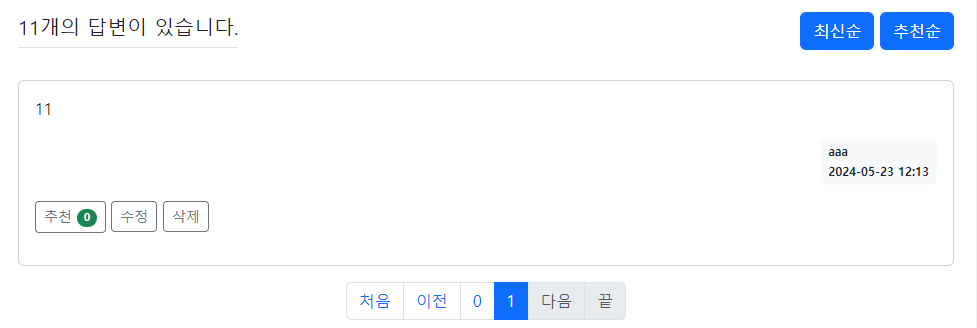 11개의 답변이 있습니다.
최신순 추천순
11
aaa
2024-05-23 12:13
추천 0 수정 삭제
처음 이전 0 1 다음 끝